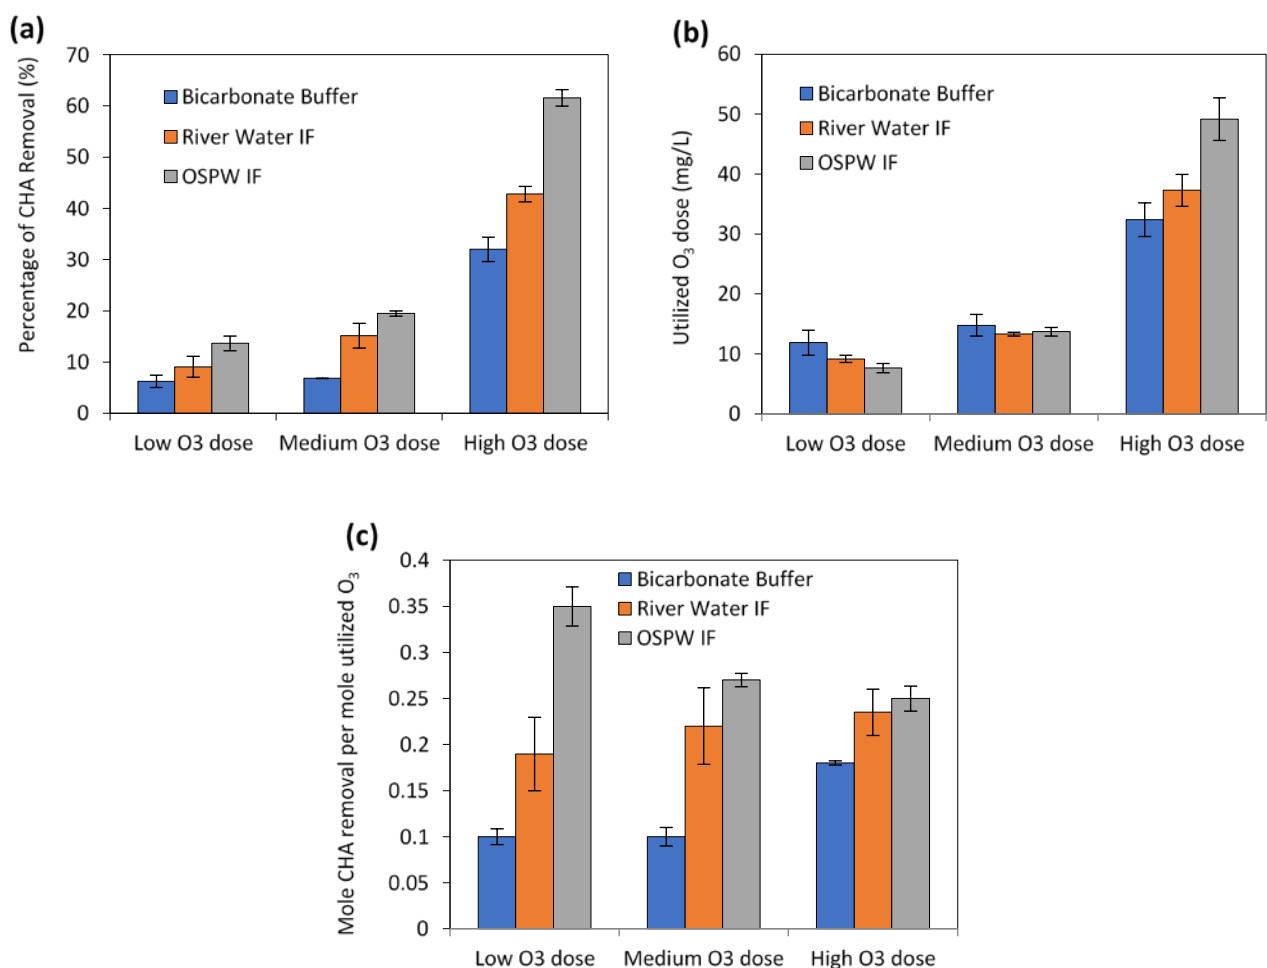 (a)
Percentage of CHA Removal (%)
70
60
50
40
30
20
10
0
Bicarbonate Buffer
River Water IF
OSPW IF
Low O3 dose
Medium O3 dose
High O3 dose
(b)
Utilized O₃ dose (mg/L)
60
50
40
30
20
10
0
Bicarbonate Buffer
River Water IF
OSPW IF
Low O3 dose
Medium O3 dose
High O3 dose
(c)
Mole CHA removal per mole utilized O₃
0.4
0.35
0.3
0.25
0.2
0.15
0.1
0.05
0
Bicarbonate Buffer
River Water IF
OSPW IF
Low O3 dose
Medium O3 dose
High O3 dose